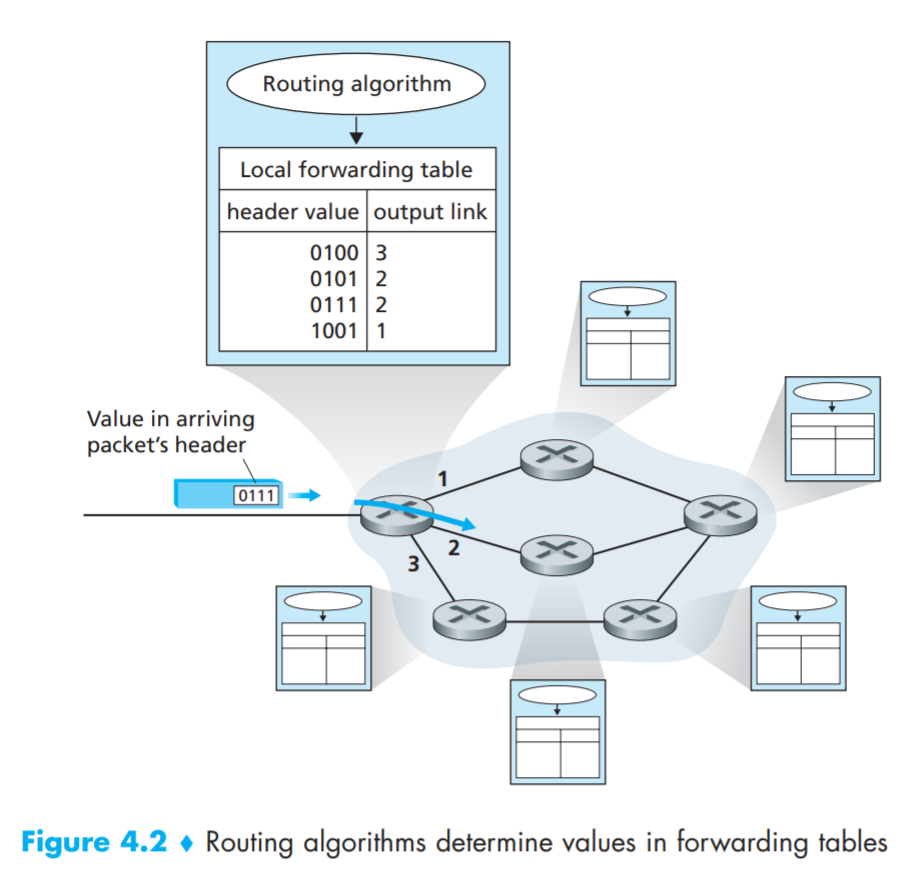 Routing algorithm
Local forwarding table
header value output link
0100 3
0101 2
0111 2
1001 1
Value in arriving
packet's header
0111
1
2
3
Figure 4.2 ♦ Routing algorithms determine values in forwarding tables